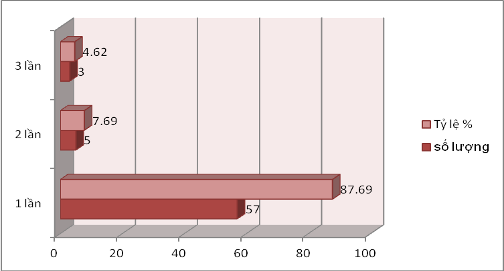 3 lần
4.62
3
2 lần
7.69
5
1 lần
87.69
57
0 20 40 60 80 100
Tỷ lệ %
số lượng